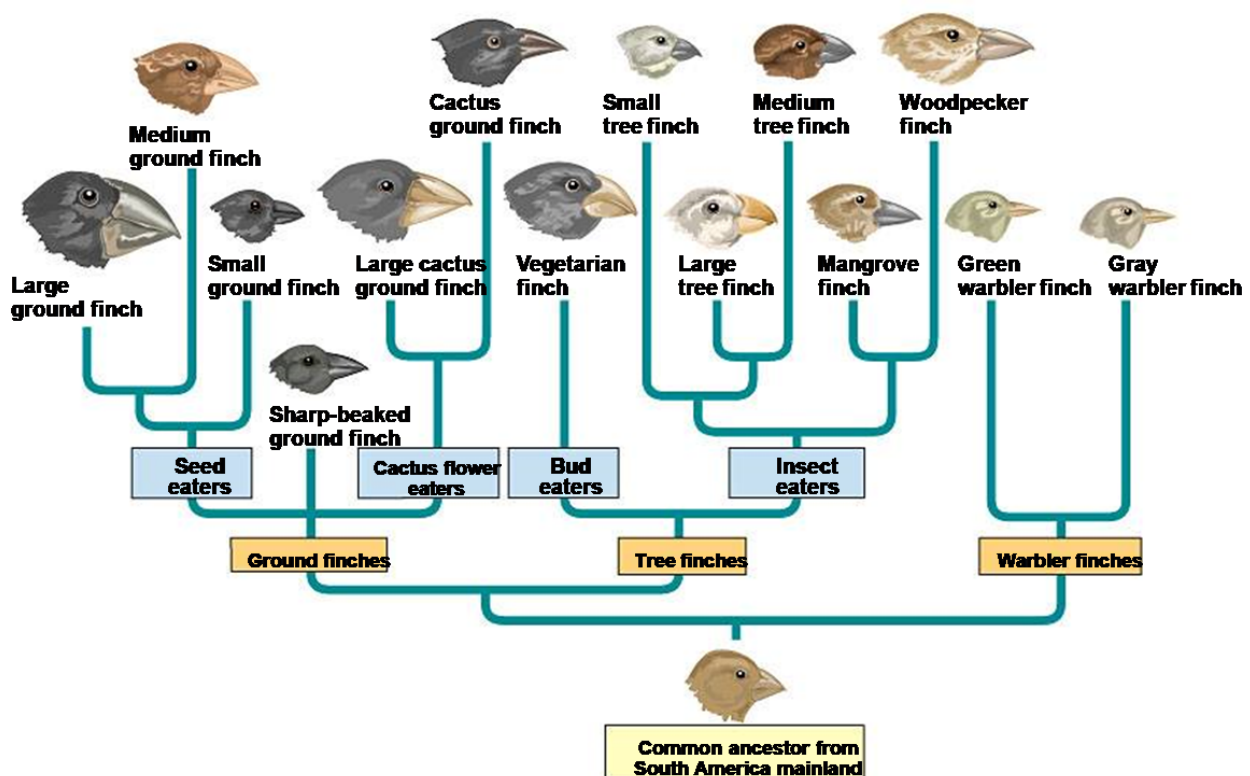 Cactus
ground finch
Small
tree finch
Medium
tree finch
Woodpecker
finch
Medium
ground finch
Large
ground finch
Small
ground finch
Large cactus
ground finch
Vegetarian
finch
Large
tree finch
Mangrove
finch
Green
warbler finch
Gray
warbler finch
Sharp-beaked
ground finch
Seed
eaters
Cactus flower
eaters
Bud
eaters
Insect
eaters
Ground finches
Tree finches
Warbler finches
Common ancestor from
South America mainland